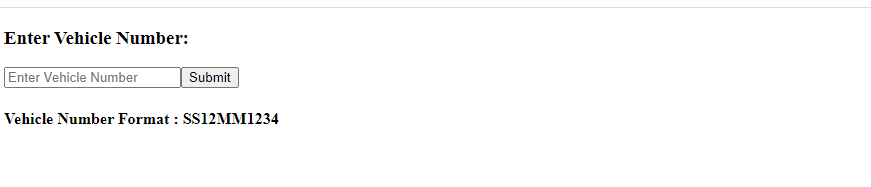 Enter Vehicle Number:
Enter Vehicle Number Submit
Vehicle Number Format : SS12MM1234